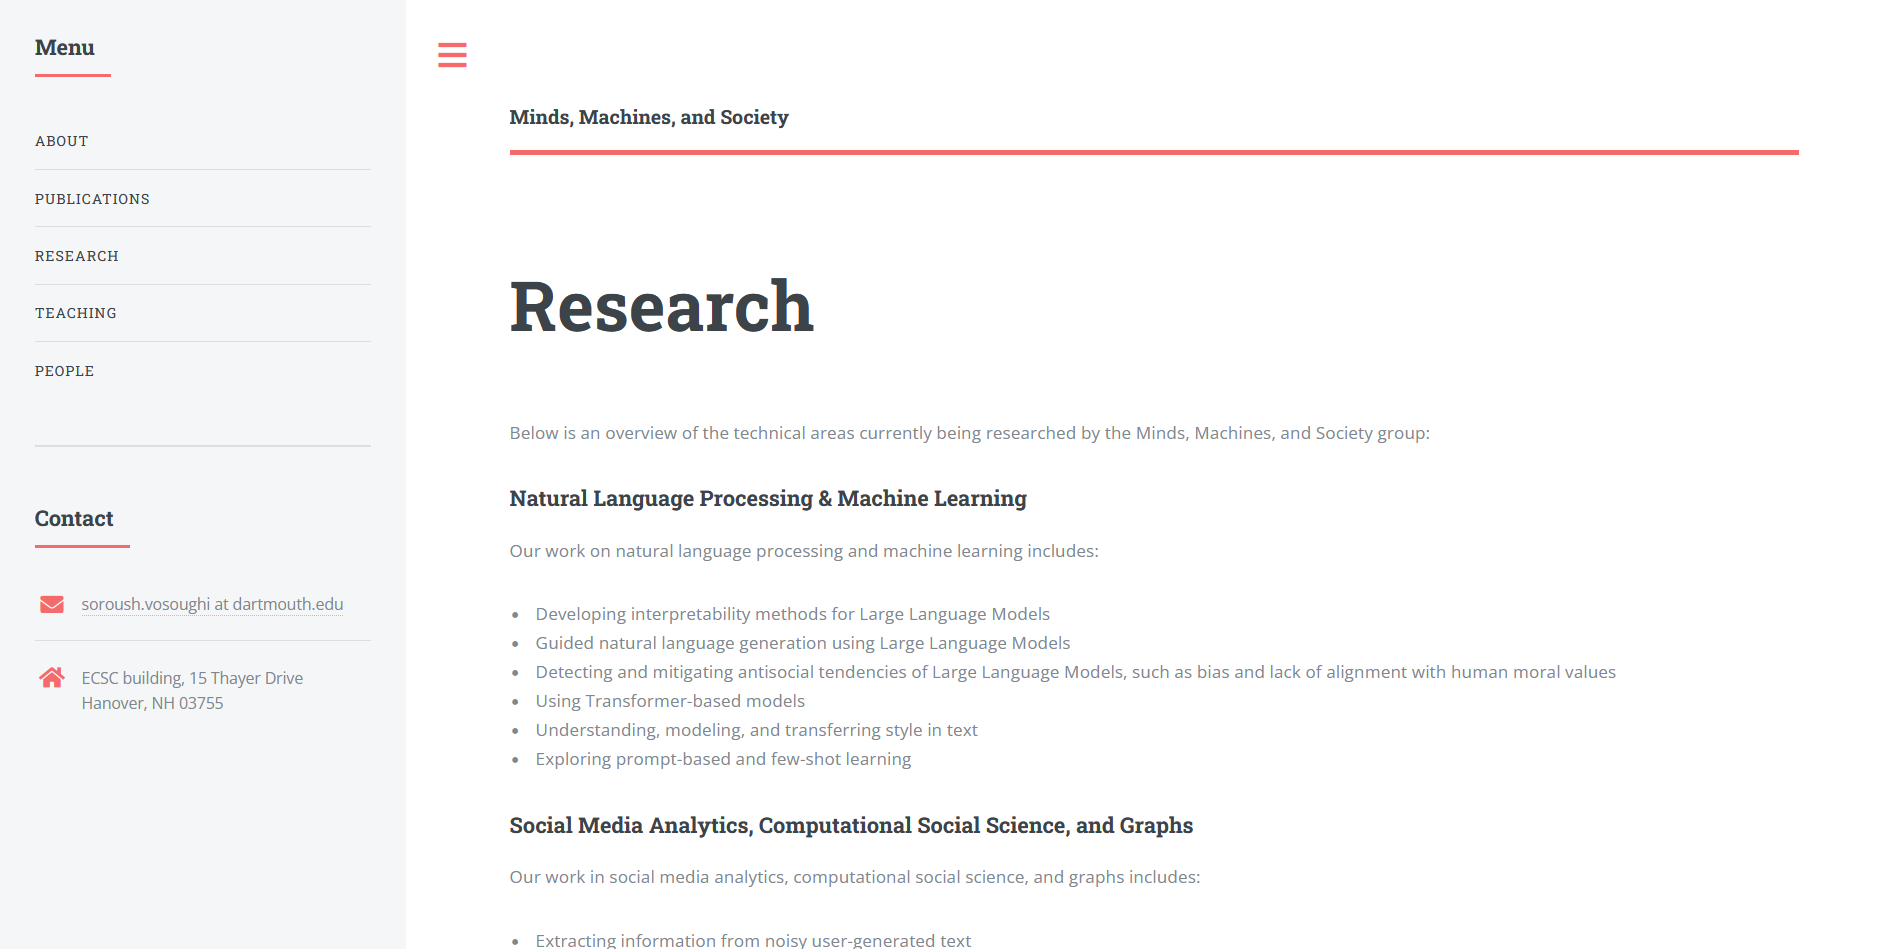 Menu
ABOUT
PUBLICATIONS
RESEARCH
TEACHING
PEOPLE
Contact
soroush.vosoughi at dartmouth.edu
ECSC building, 15 Thayer Drive
Hanover, NH 03755
Minds, Machines, and Society
Research
Below is an overview of the technical areas currently being researched by the Minds, Machines, and Society group:
Natural Language Processing & Machine Learning
Our work on natural language processing and machine learning includes:
• Developing interpretability methods for Large Language Models
• Guided natural language generation using Large Language Models
• Detecting and mitigating antisocial tendencies of Large Language Models, such as bias and lack of alignment with human moral values
• Using Transformer-based models
• Understanding, modeling, and transferring style in text
• Exploring prompt-based and few-shot learning
Social Media Analytics, Computational Social Science, and Graphs
Our work in social media analytics, computational social science, and graphs includes:
• Extracting information from noisy user-generated text